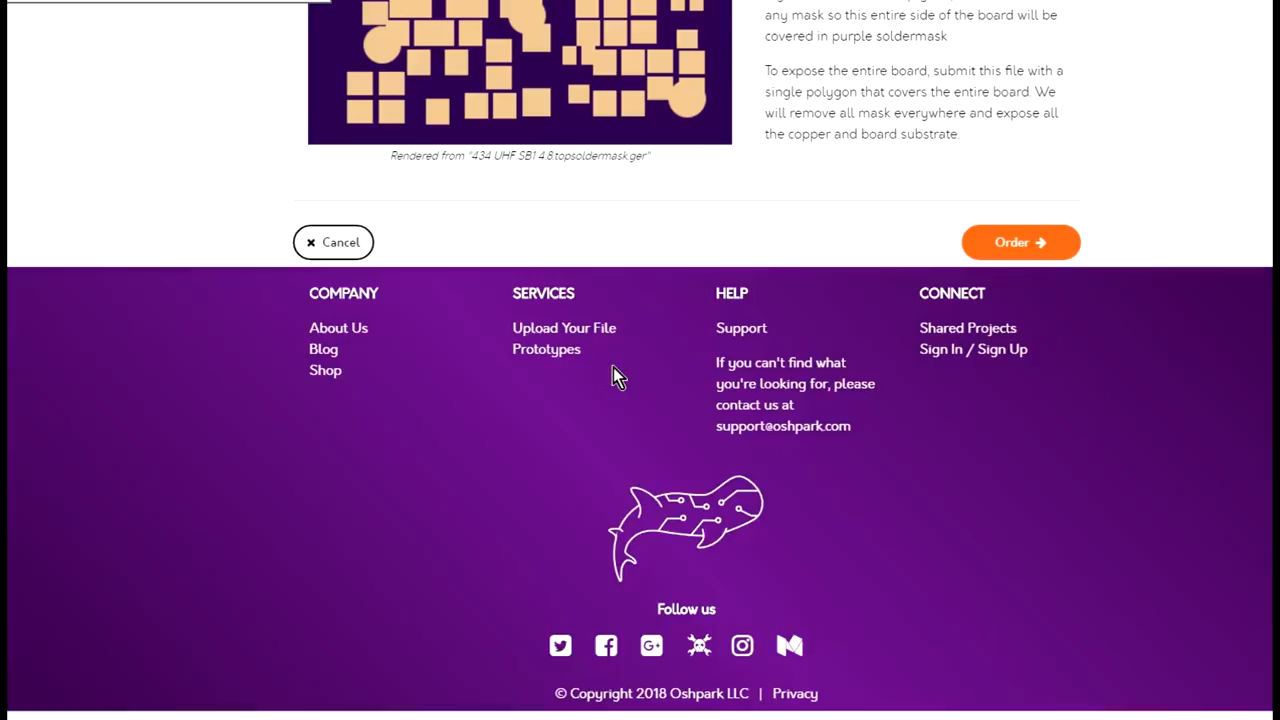 any mask so this entire side of the board will be
covered in purple soldermask
To expose the entire board, submit this file with a
single polygon that covers the entire board. We
will remove all mask everywhere and expose all
the copper and board substrate.
Rendered from "434 UHF SB1 4.8.topsoldermask.ger"
Cancel
Order
COMPANY
About Us
Blog
Shop
SERVICES
Upload Your File
Prototypes
HELP
Support
If you can't find what
you're looking for, please
contact us at
support@oshpark.com
CONNECT
Shared Projects
Sign In / Sign Up
Follow us
© Copyright 2018 Oshpark LLC | Privacy